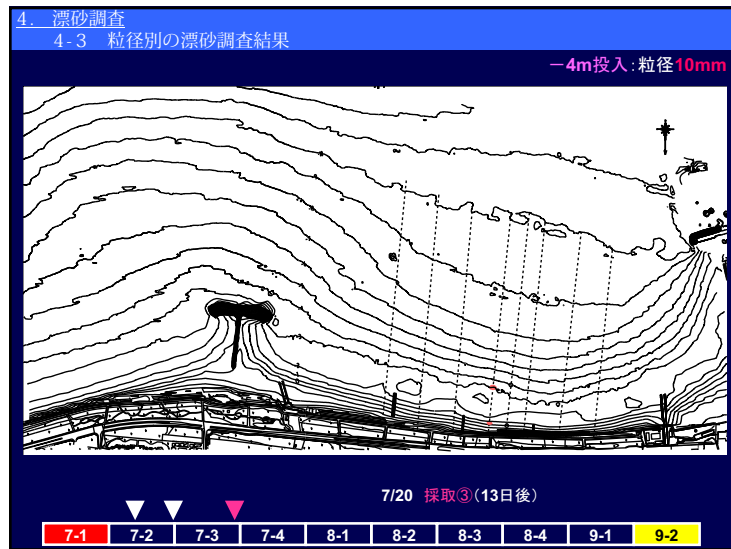 4. 漂砂調査
4-3 粒径別の漂砂調査結果
－4m投入：粒径10mm
7/20 採取③（13日後）
7-1 7-2 7-3 7-4 8-1 8-2 8-3 8-4 9-1 9-2